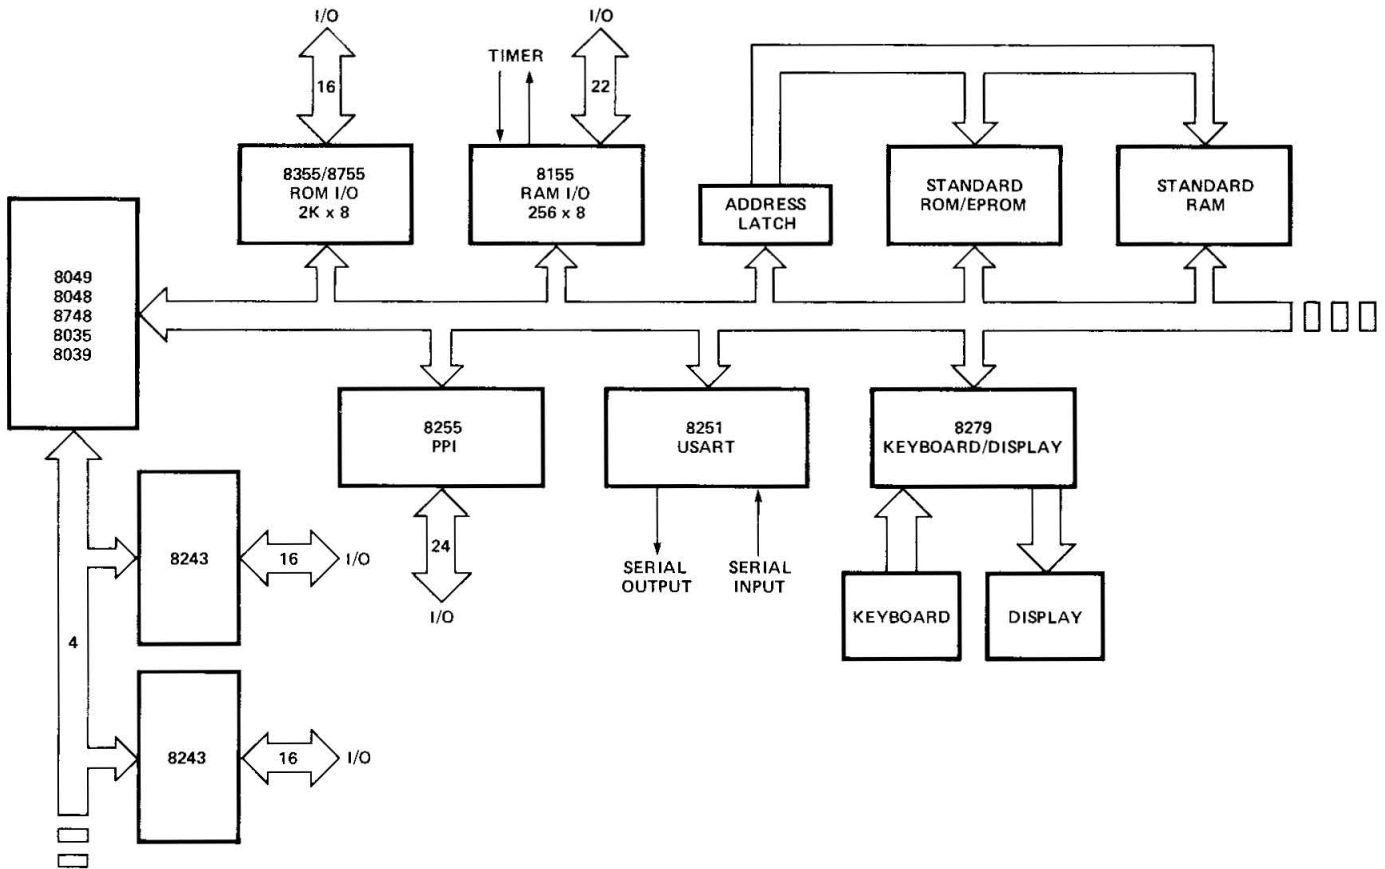 I/O
16
8355/8755
ROM I/O
2K x 8
TIMER
I/O
22
8155
RAM I/O
256 x 8
ADDRESS
LATCH
STANDARD
ROM/EPROM
STANDARD
RAM
8049
8048
8748
8035
8039
8255
PPI
24
I/O
8251
USART
SERIAL
OUTPUT
SERIAL
INPUT
8279
KEYBOARD/DISPLAY
KEYBOARD
DISPLAY
4
8243
16
I/O
8243
16
I/O